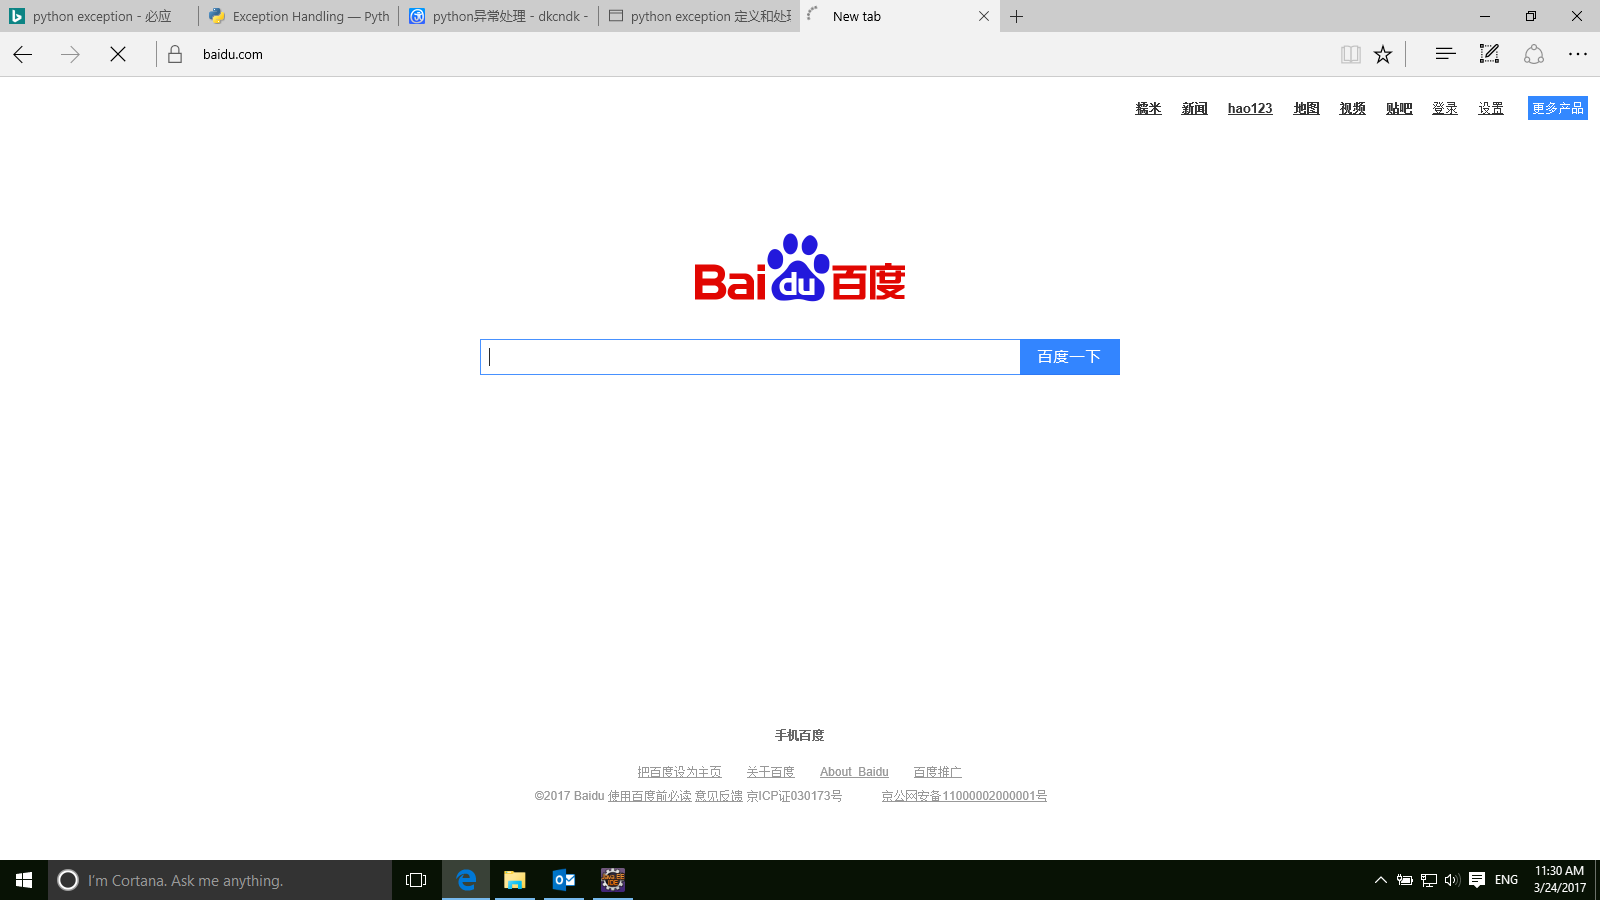 python exception - 必应
Exception Handling — Pyth
python异常处理 - dkcndk -
python exception 定义和处理
New tab
baidu.com
糯米 新闻 hao123 地图 视频 贴吧 登录 设置 更多产品
Baidu百度
百度一下
手机百度
把百度设为主页 关于百度 About Baidu 百度推广
©2017 Baidu 使用百度前必读 意见反馈 京ICP证030173号 京公网安备11000002000001号
I'm Cortana. Ask me anything.
ENG
11:30 AM
3/24/2017